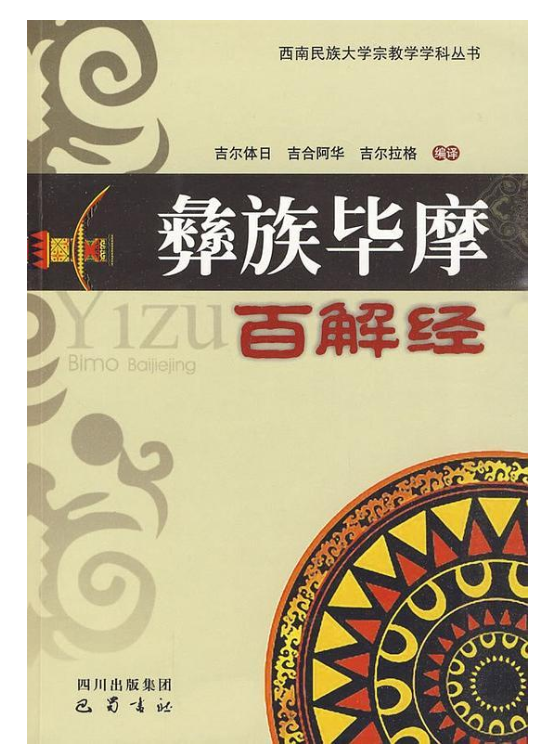 西南民族大学宗教学学科丛书
吉尔体日 吉合阿华 吉尔拉格 编译
彝族毕摩
百解经
Yizu
Bimo Baijiejing
四川出版集团
巴蜀书社